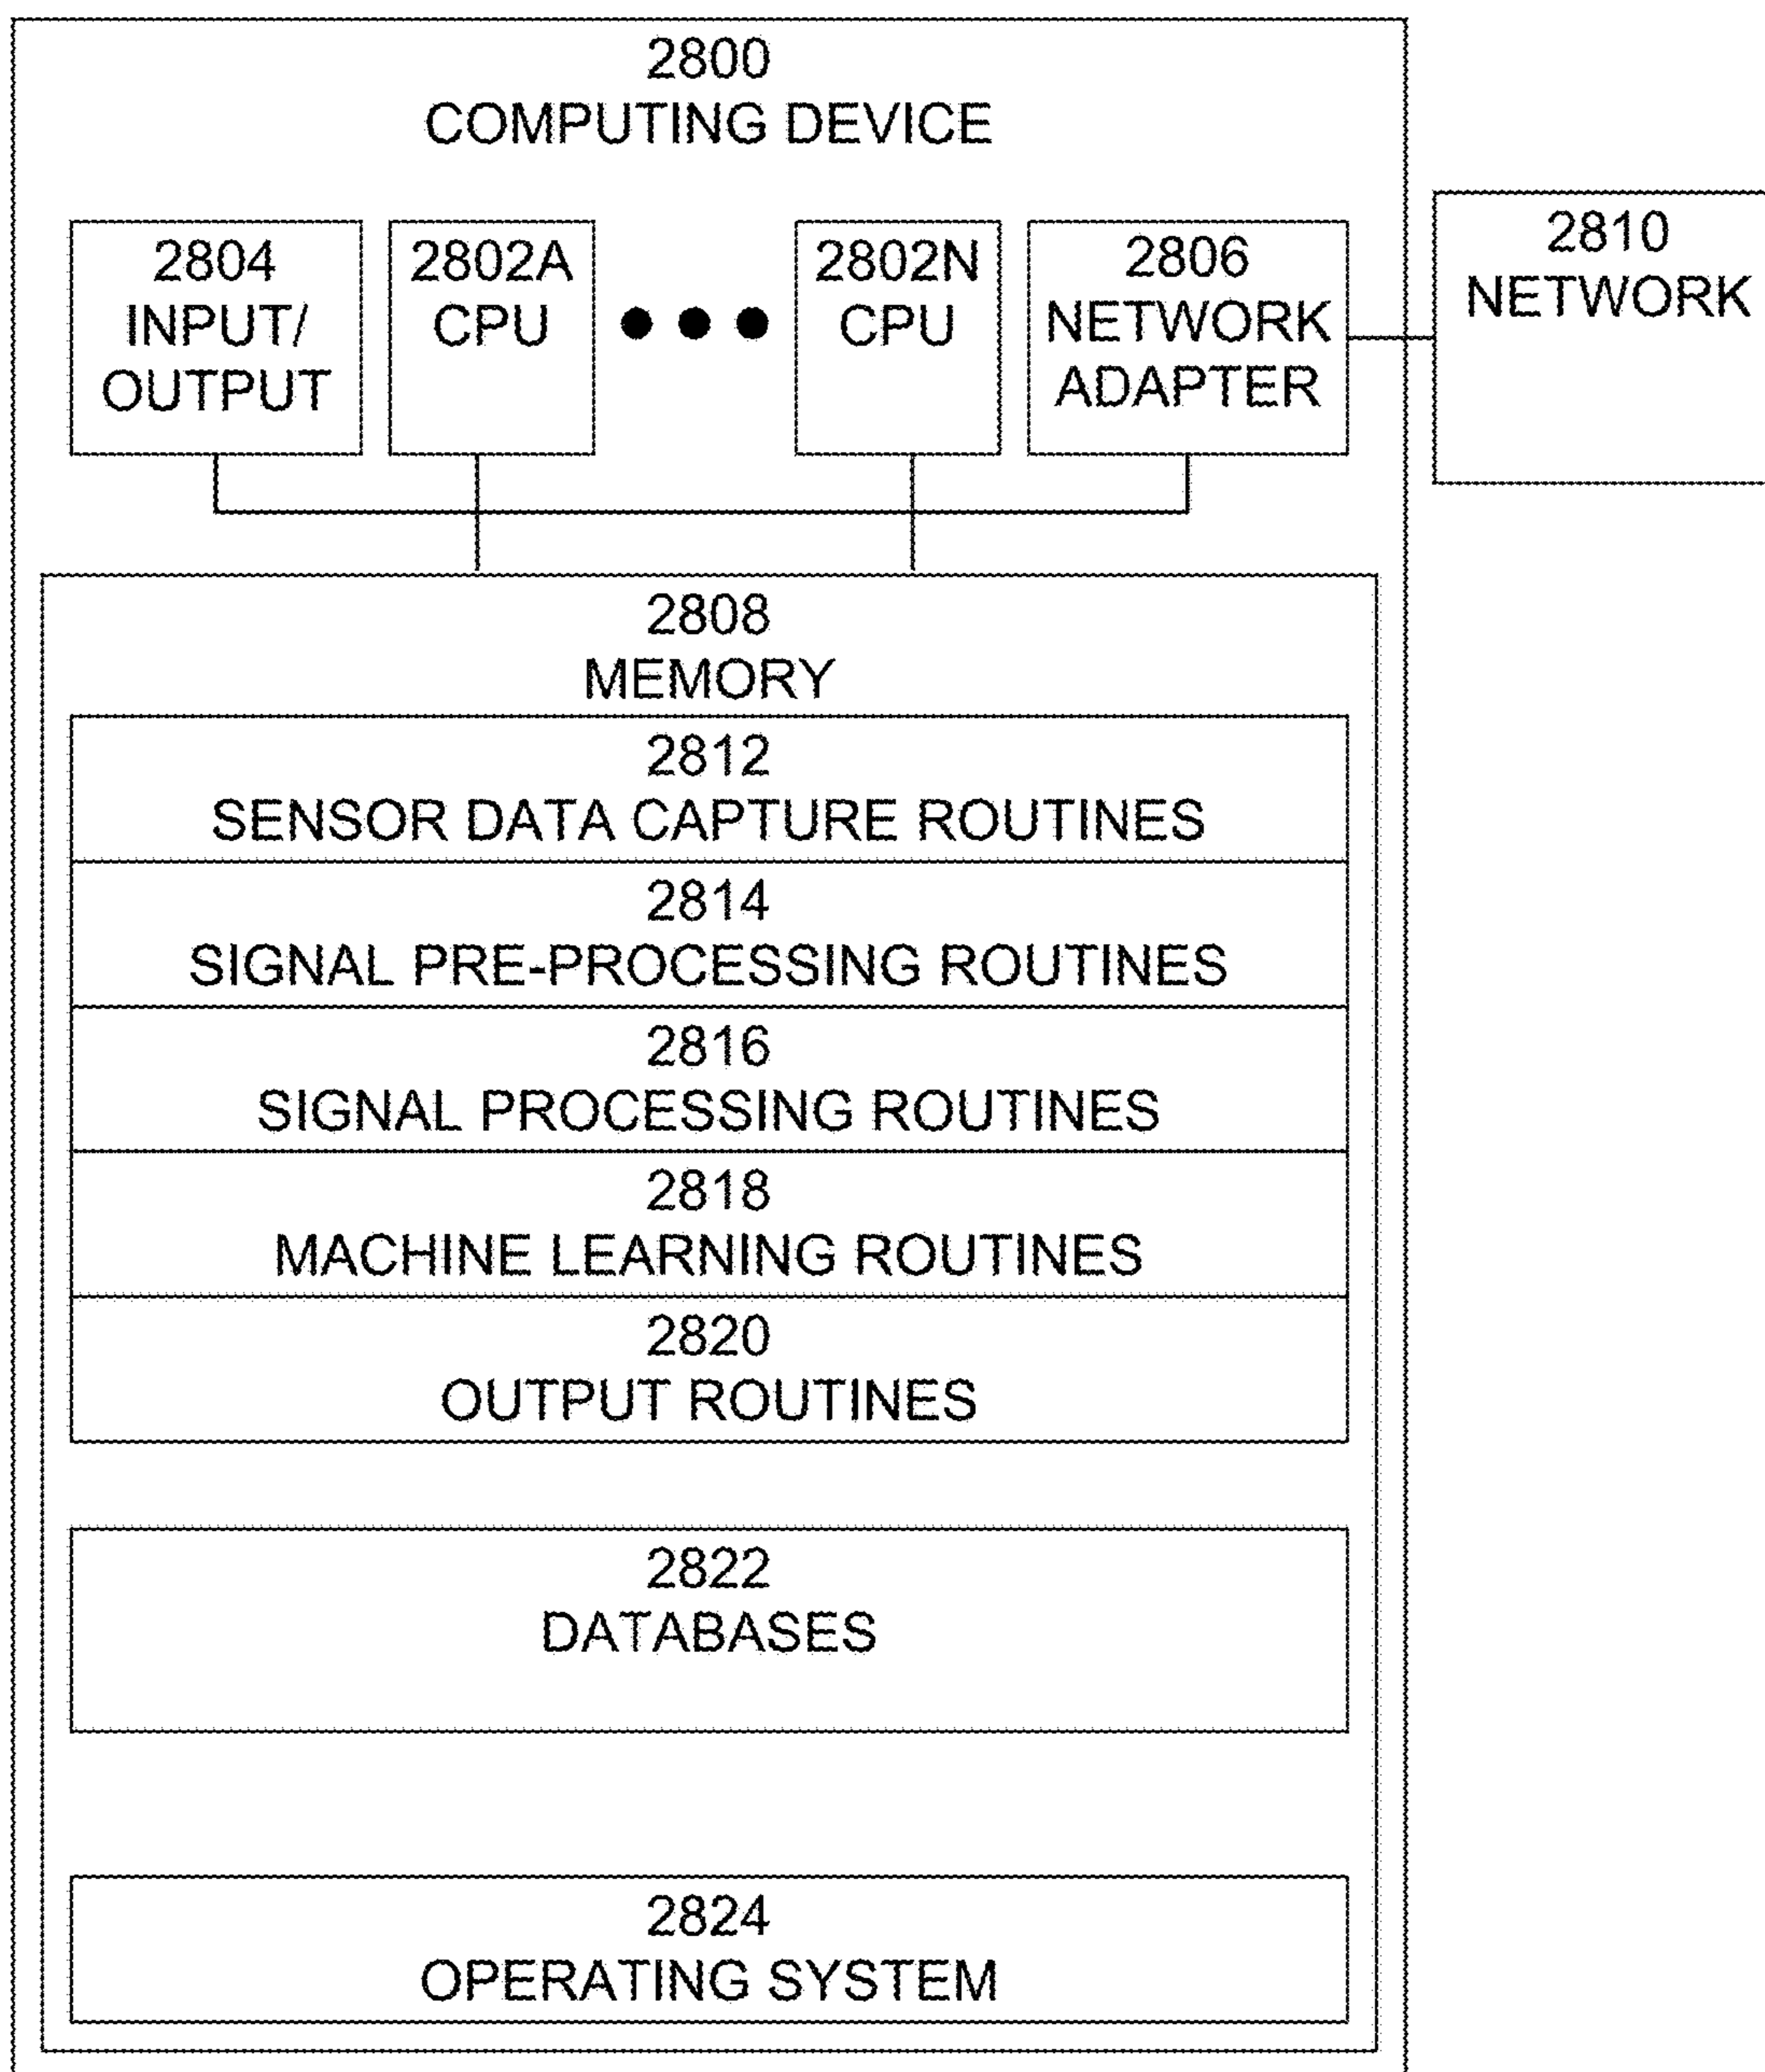 2800
COMPUTING DEVICE
2804
INPUT/
OUTPUT
2802A
CPU
2802N
CPU
2806
NETWORK
ADAPTER
2810
NETWORK
2808
MEMORY
2812
SENSOR DATA CAPTURE ROUTINES
2814
SIGNAL PRE-PROCESSING ROUTINES
2816
SIGNAL PROCESSING ROUTINES
2818
MACHINE LEARNING ROUTINES
2820
OUTPUT ROUTINES
2822
DATABASES
2824
OPERATING SYSTEM